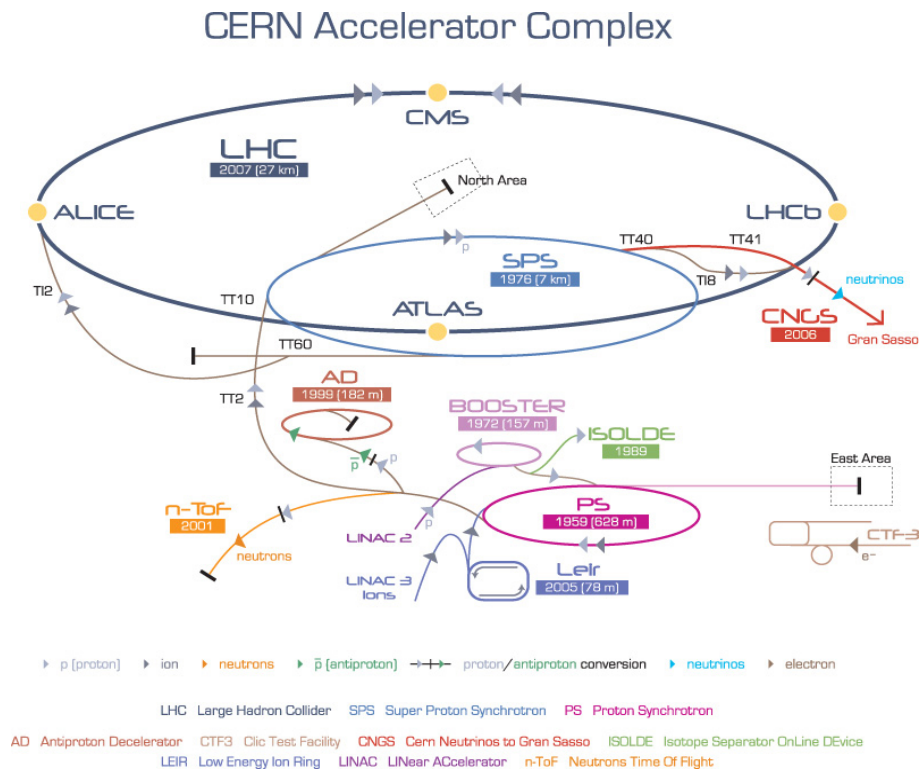 CERN Accelerator Complex
CMS
LHC
2007 (27 km)
North Area
ALICE
LHCb
TT40
TT41
SPS
1976 (7 km)
p
TI8
TI2
TT10
neutrinos
ATLAS
CNGS
2006
Gran Sasso
TT60
AD
1999 (182 m)
TT2
BOOSTER
1972 (157 m)
ISOLDE
1989
p̅
p
East Area
n-ToF
2001
p
PS
1959 (628 m)
LINAC 2
neutrons
CTF3
e⁻
LINAC 3
Ions
LeIr
2005 (78 m)
p (proton) ion neutrons p̅ (antiproton) proton/antiproton conversion neutrinos electron
LHC Large Hadron Collider SPS Super Proton Synchrotron PS Proton Synchrotron
AD Antiproton Decelerator CTF3 Clic Test Facility CNGS Cern Neutrinos to Gran Sasso ISOLDE Isotope Separator OnLine DEvice
LEIR Low Energy Ion Ring LINAC LINear ACcelerator n-ToF Neutrons Time Of Flight